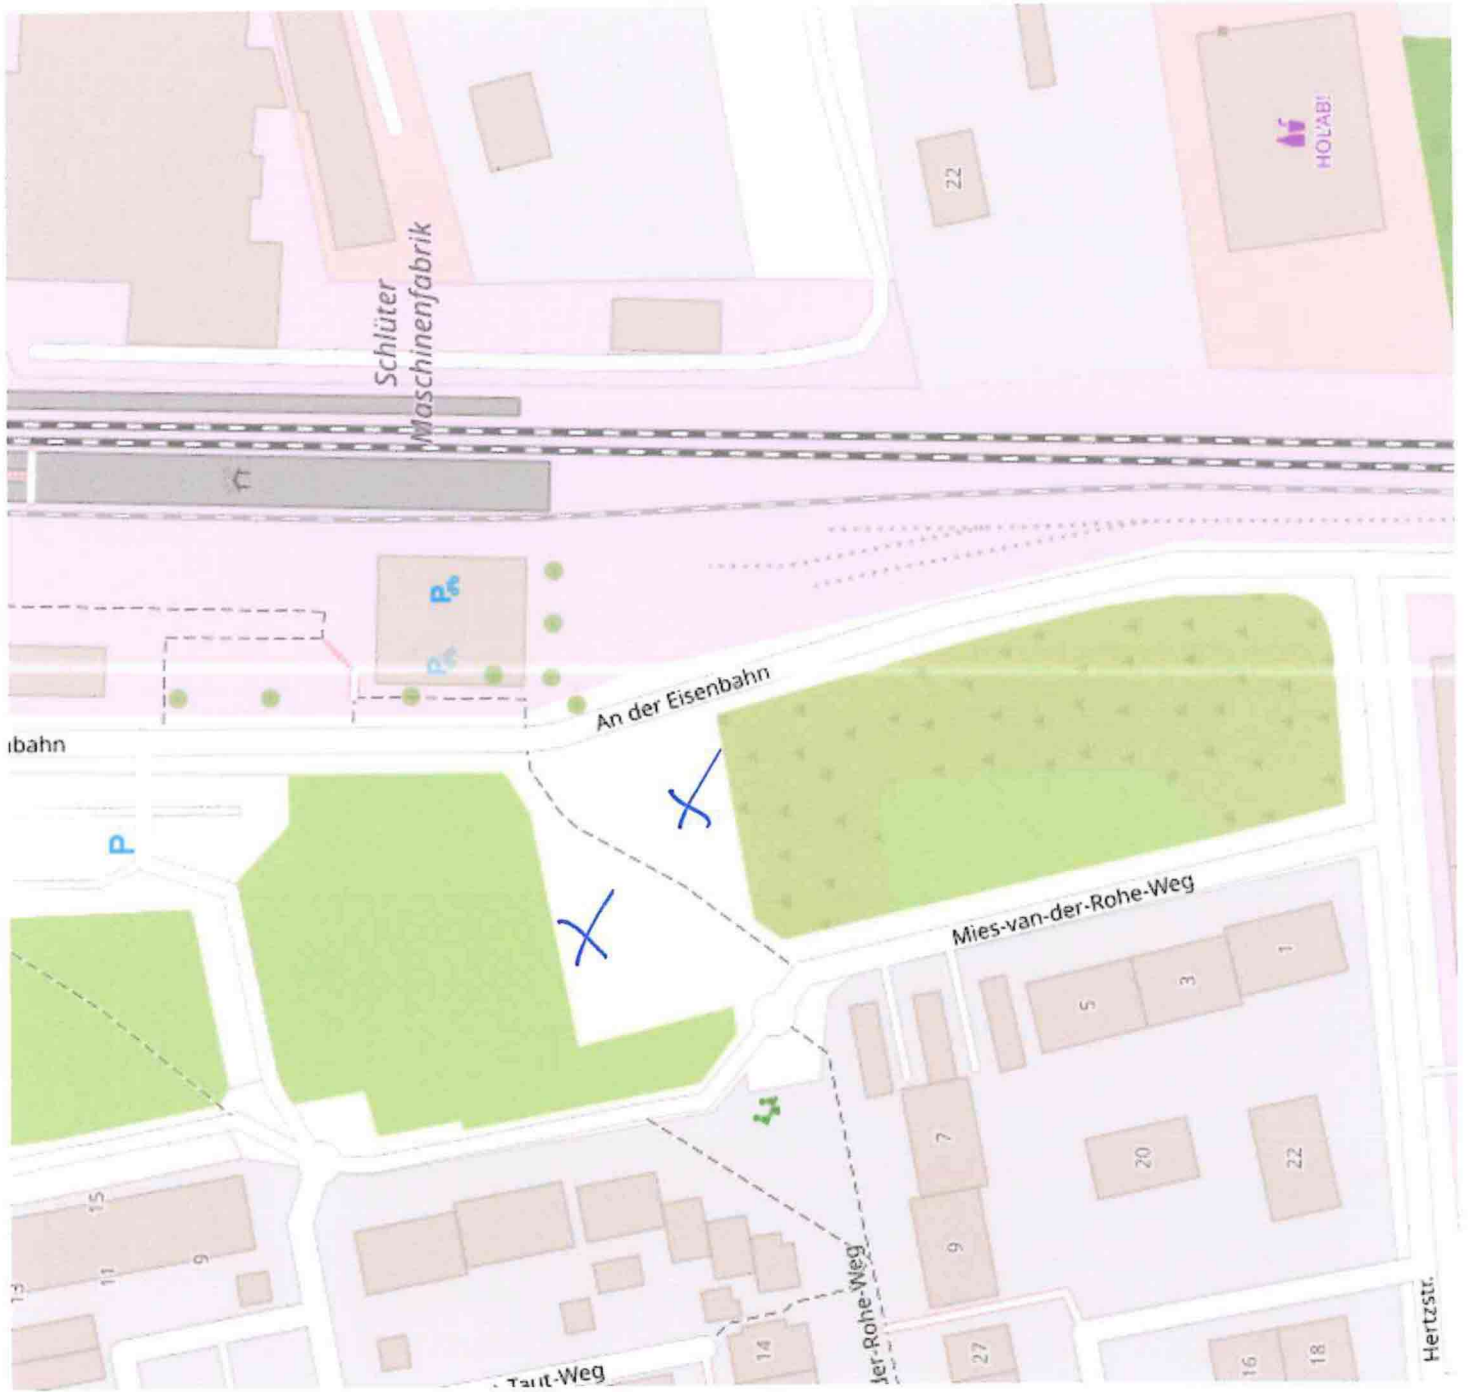 HOL'AB!
22
Schlüter
Maschinenfabrik
P
P
An der Eisenbahn
bahn
P
Mies-van-der-Rohe-Weg
1
3
5
7
20
22
15
9
11
13
9
der-Rohe-Weg
Hertzstr.
14
27
16
18
Taut-Weg